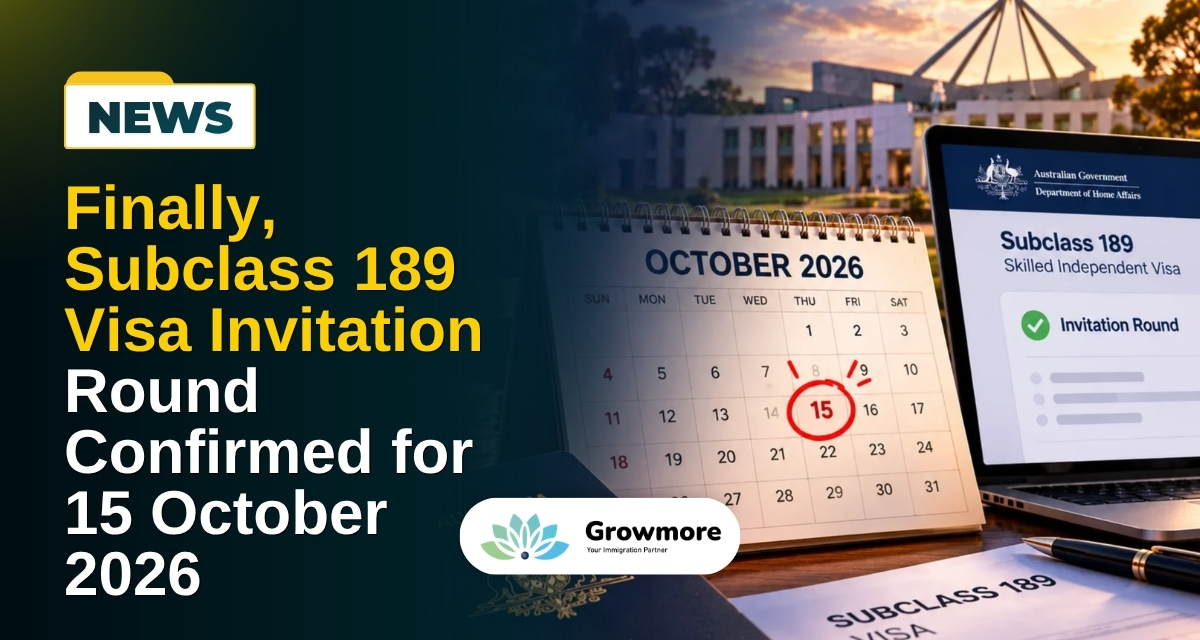 NEWS
Finally,
Subclass 189
Visa Invitation
Round
Confirmed for
15 October
2026
OCTOBER 2026
SUN MON TUE WED THU FRI SAT
1 2 3
4 5 6 7 8 9 10
11 12 13 14 15 16 17
18 19 20 21 22 23 24
27 28 29 30 31
Australian Government
Department of Home Affairs
Subclass 189
Skilled Independent Visa
Invitation Round
Growmore
Your Immigration Partner
SUBCLASS 189
VISA